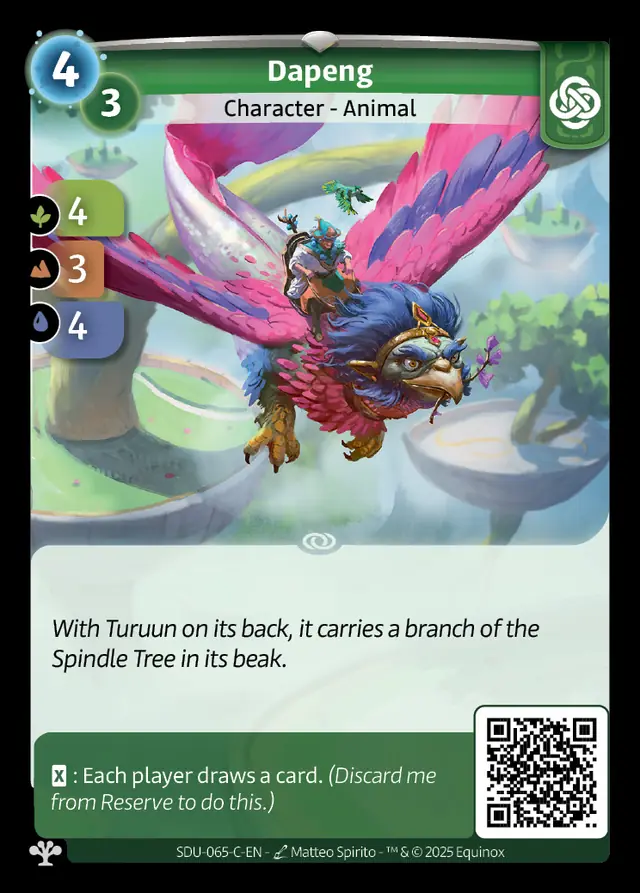 4
3
Dapeng
Character - Animal
4
3
4
With Turuun on its back, it carries a branch of the
Spindle Tree in its beak.
X : Each player draws a card. (Discard me
from Reserve to do this.)
SDU-065-C-EN - Matteo Spirito - ™ & © 2025 Equinox